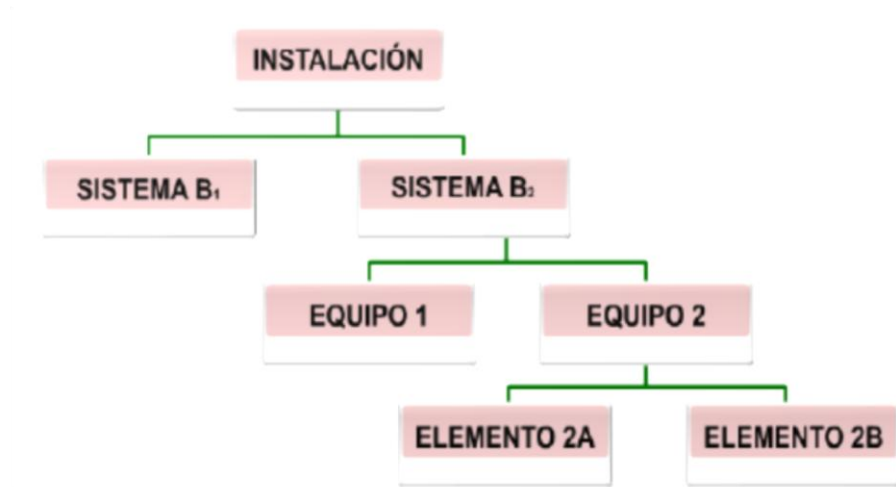 INSTALACIÓN
SISTEMA B₁
SISTEMA B₂
EQUIPO 1
EQUIPO 2
ELEMENTO 2A
ELEMENTO 2B